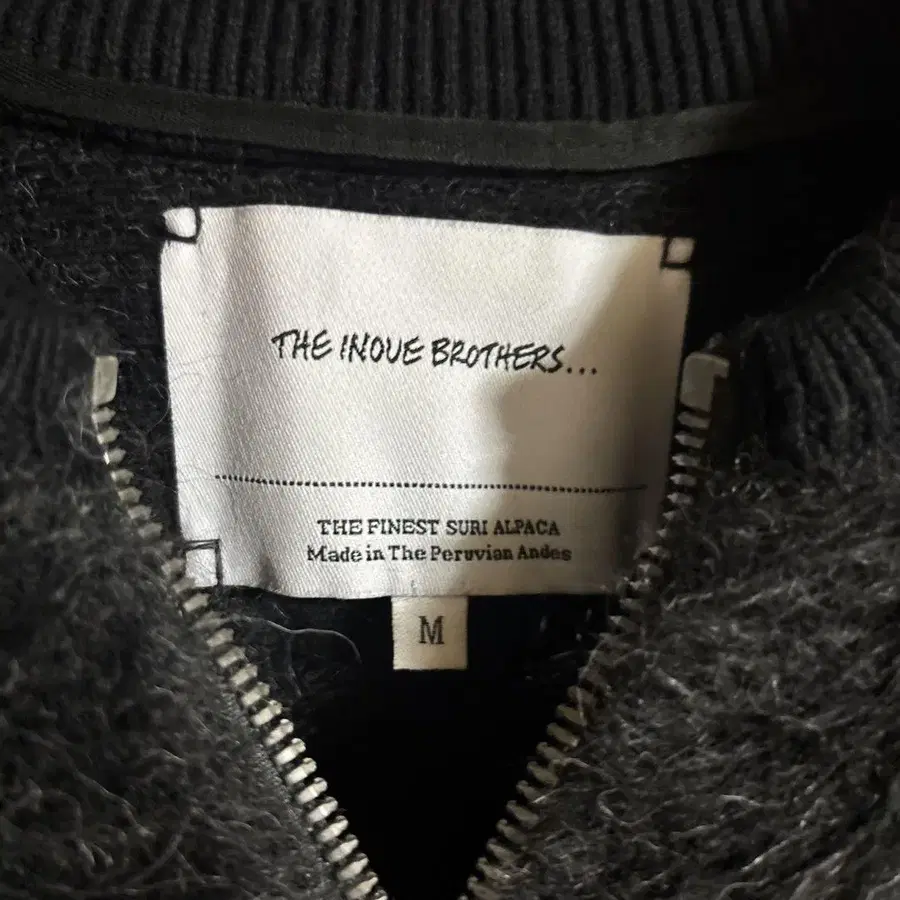 THE INOUE BROTHERS...
THE FINEST SURI ALPACA
Made in The Peruvian Andes
M